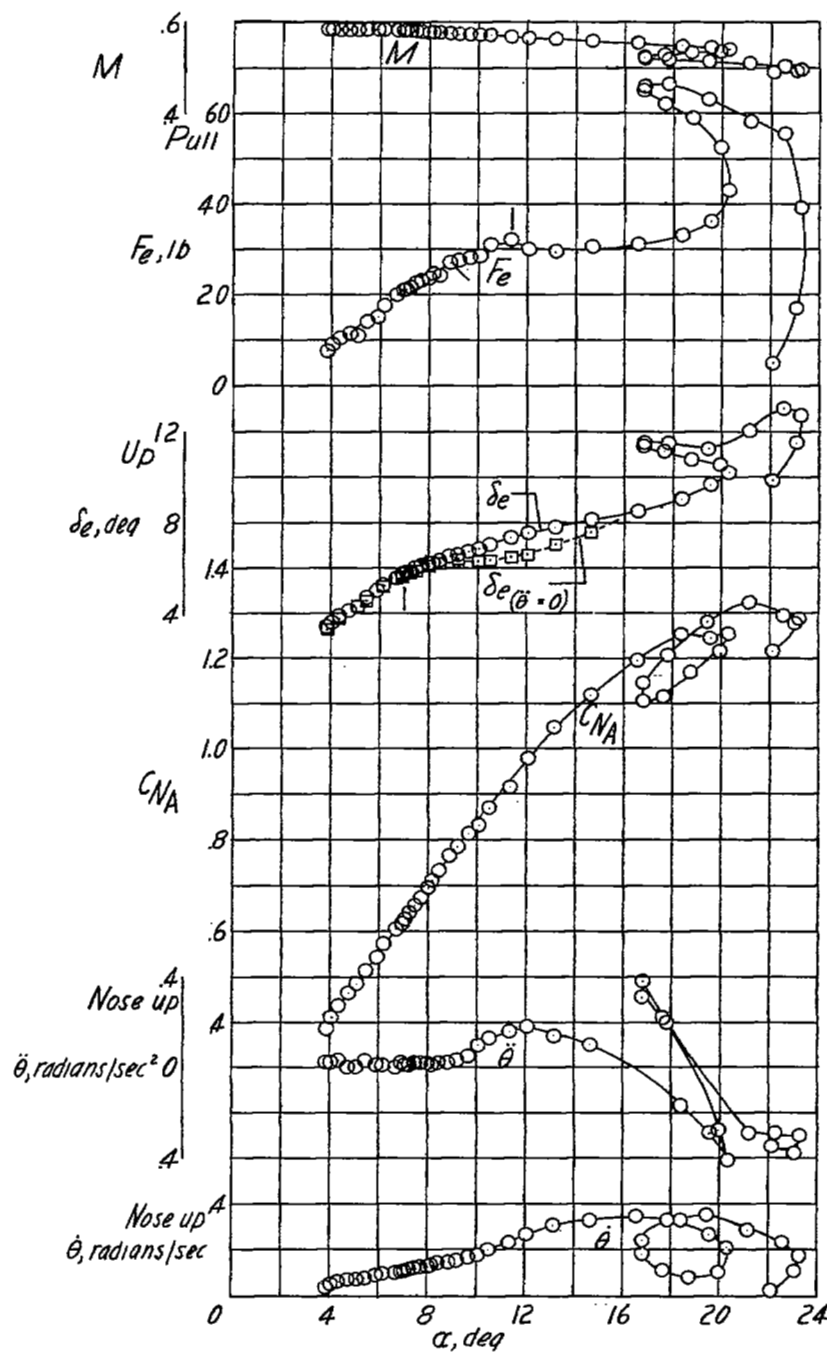 .6
M
M
.4
60
Pull
40
Fe, lb
Fe
20
0
Up 12
δe
δe, deg 8
1.4
δe(θ̈ = 0)
4
1.2
CNA
1.0
CNA
.8
.6
.4
Nose up
.4
θ̈, radians/sec² 0
θ̈
.4
.4
Nose up
θ̇, radians/sec
θ̇
0 4 8 12 16 20 24
α, deg